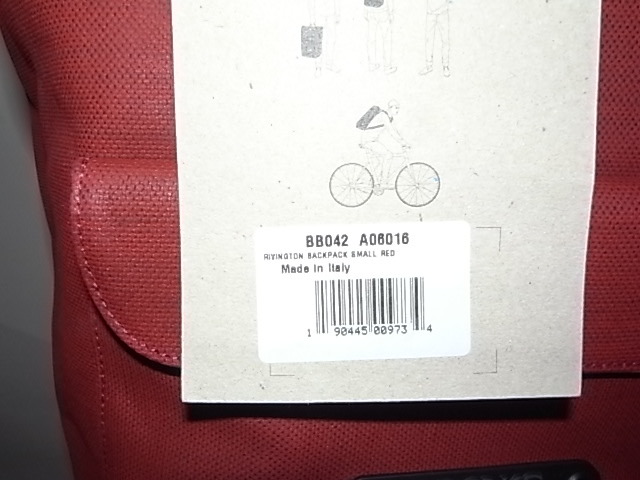 BB042 A06016
RIVINGTON BACKPACK SMALL RED
Made in Italy
1 90445 00973 4